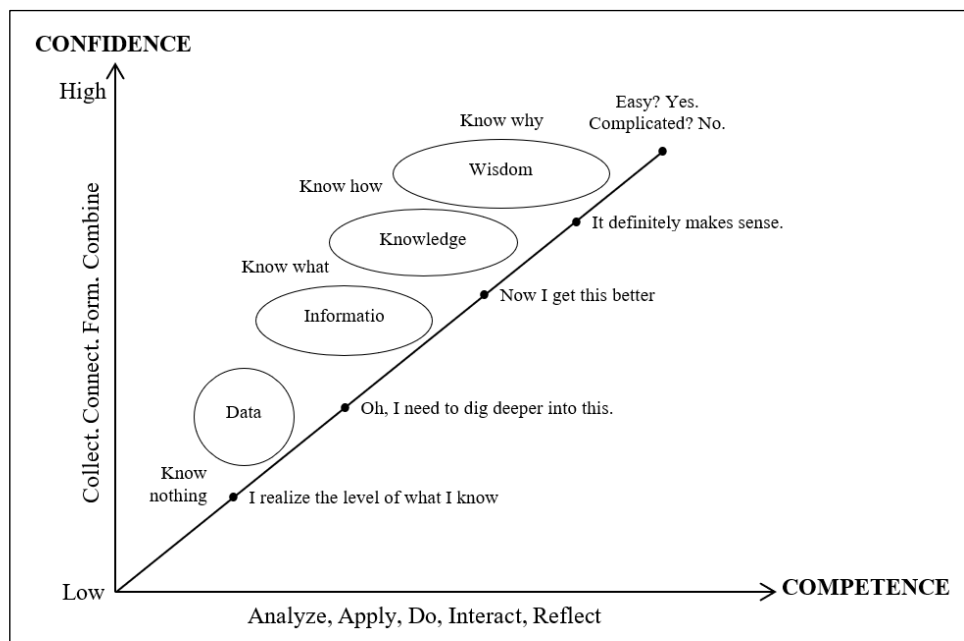 CONFIDENCE
High
Easy? Yes.
Complicated? No.
Know why
Wisdom
Know how
It definitely makes sense.
Knowledge
Know what
Now I get this better
Informatio
Collect. Connect. Form. Combine
Data
Oh, I need to dig deeper into this.
Know
nothing
I realize the level of what I know
Low
COMPETENCE
Analyze, Apply, Do, Interact, Reflect